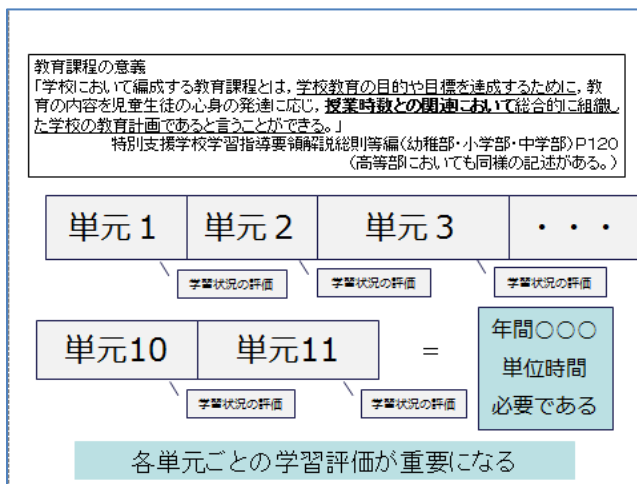 教育課程の意義
「学校において編成する教育課程とは，学校教育の目的や目標を達成するために，教
育の内容を児童生徒の心身の発達に応じ，授業時数との関連において総合的に組織し
た学校の教育計画であると言うことができる。」
特別支援学校学習指導要領解説総則等編（幼稚部・小学部・中学部）P120
（高等部においても同様の記述がある。）
単元１ 単元２ 単元３ ・・・
学習状況の評価 学習状況の評価 学習状況の評価
単元10 単元11 ＝ 年間○○○
単位時間
必要である
学習状況の評価 学習状況の評価
各単元ごとの学習評価が重要になる